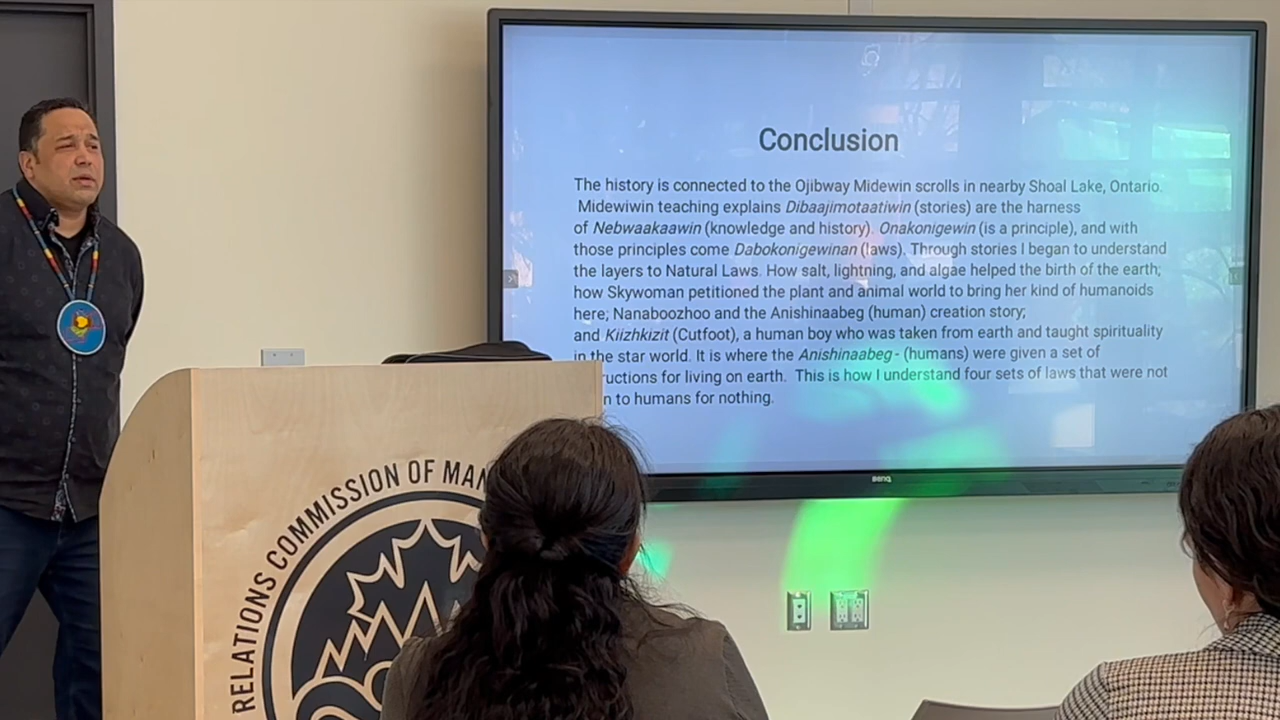 Conclusion
The history is connected to the Ojibway Midewin scrolls in nearby Shoal Lake, Ontario.
Midewiwin teaching explains Dibaajimotaatiwin (stories) are the harness
of Nebwaakaawin (knowledge and history). Onakonigewin (is a principle), and with
those principles come Dabokonigewinan (laws). Through stories I began to understand
the layers to Natural Laws. How salt, lightning, and algae helped the birth of the earth;
how Skywoman petitioned the plant and animal world to bring her kind of humanoids
here; Nanaboozhoo and the Anishinaabeg (human) creation story;
and Kiizhkizit (Cutfoot), a human boy who was taken from earth and taught spirituality
in the star world. It is where the Anishinaabeg - (humans) were given a set of
ructions for living on earth. This is how I understand four sets of laws that were not
n to humans for nothing.
BenQ
RELATIONS COMMISSION OF MAN